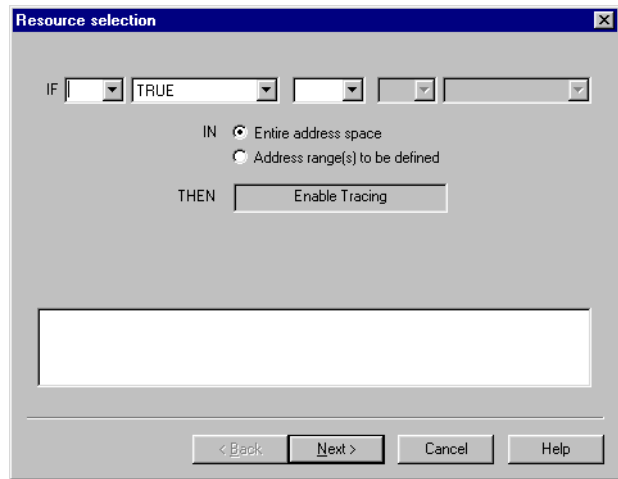 Resource selection
IF TRUE
IN Entire address space
Address range(s) to be defined
THEN Enable Tracing
< Back Next > Cancel Help